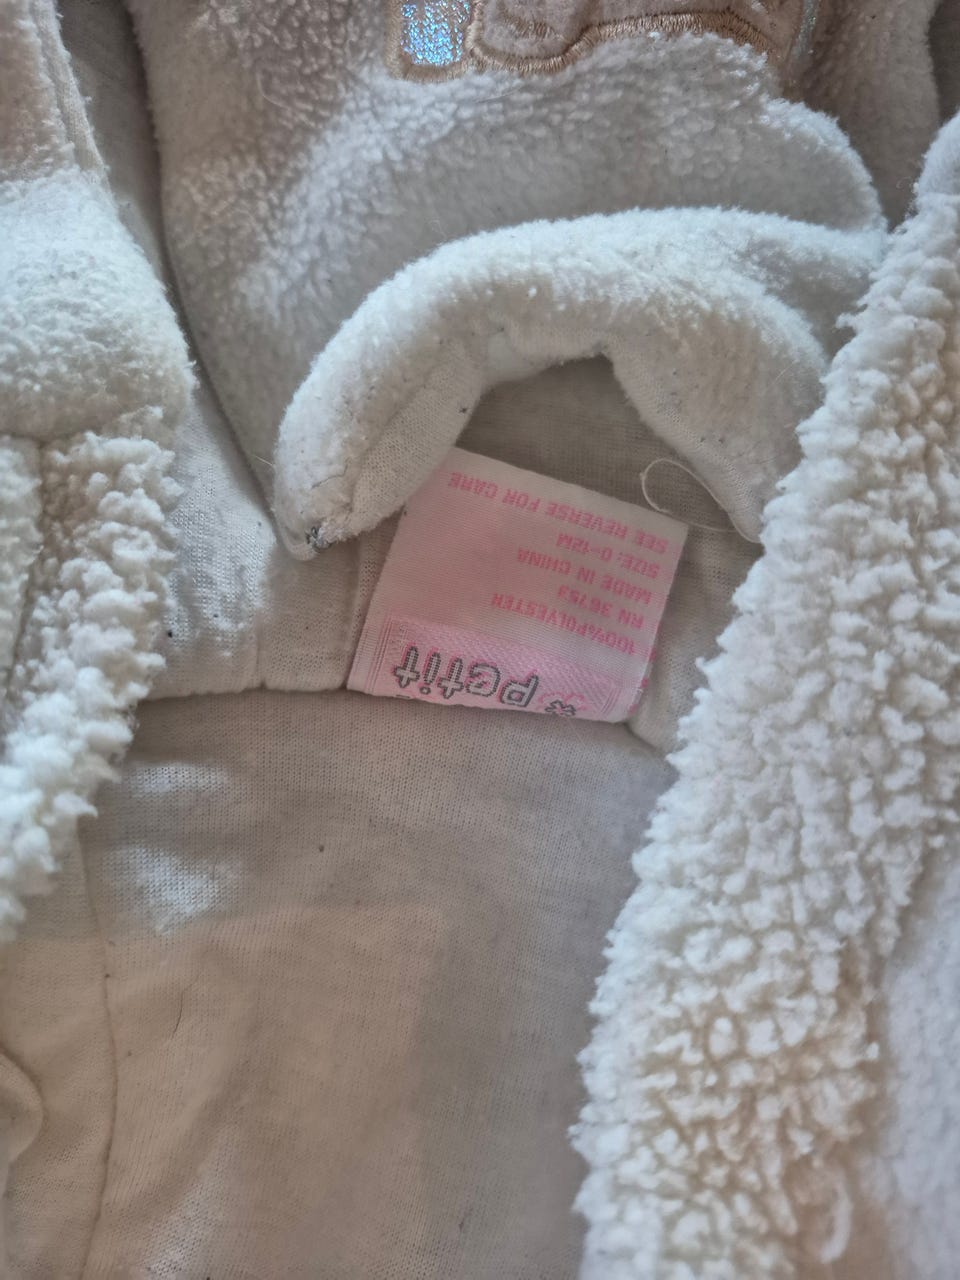 * petit
100%POLYESTER
RN 36753
MADE IN CHINA
SIZE: 0-12M
SEE REVERSE FOR CARE